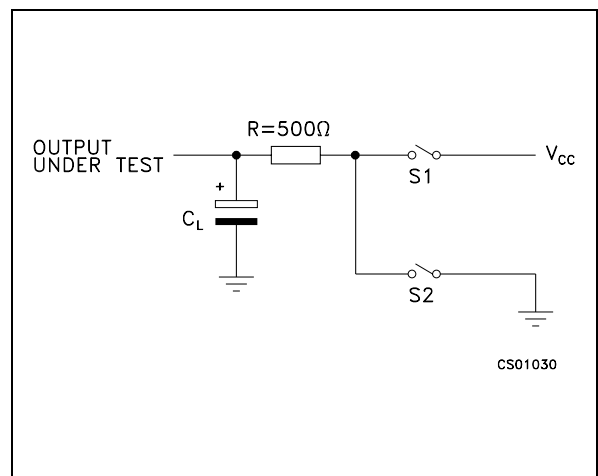 R=500Ω
OUTPUT
UNDER TEST
VCC
S1
+
CL
S2
CS01030